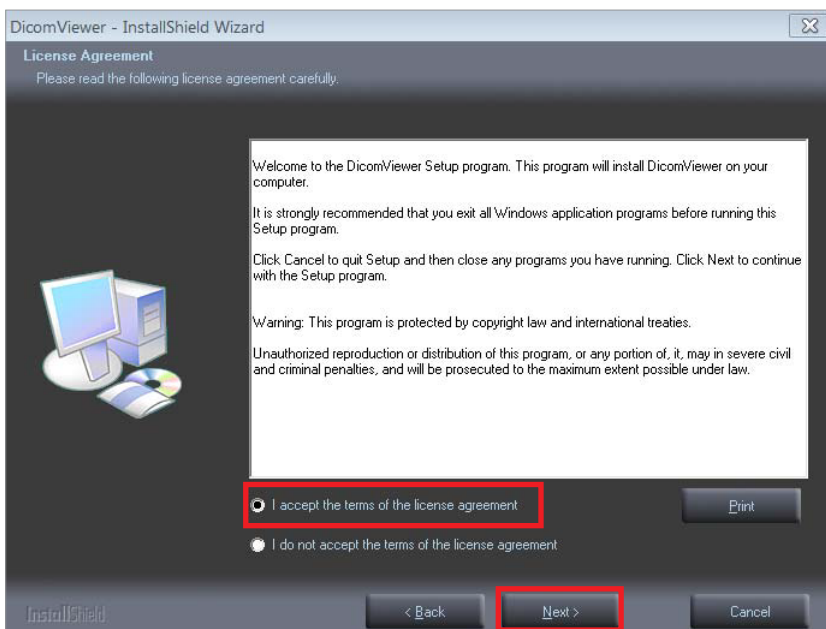 DicomViewer - InstallShield Wizard
License Agreement
Please read the following license agreement carefully.
Welcome to the DicomViewer Setup program. This program will install DicomViewer on your
computer.
It is strongly recommended that you exit all Windows application programs before running this
Setup program.
Click Cancel to quit Setup and then close any programs you have running. Click Next to continue
with the Setup program.
Warning: This program is protected by copyright law and international treaties.
Unauthorized reproduction or distribution of this program, or any portion of, it, may in severe civil
and criminal penalties, and will be prosecuted to the maximum extent possible under law.
I accept the terms of the license agreement
Print
I do not accept the terms of the license agreement
InstallShield
< Back
Next >
Cancel